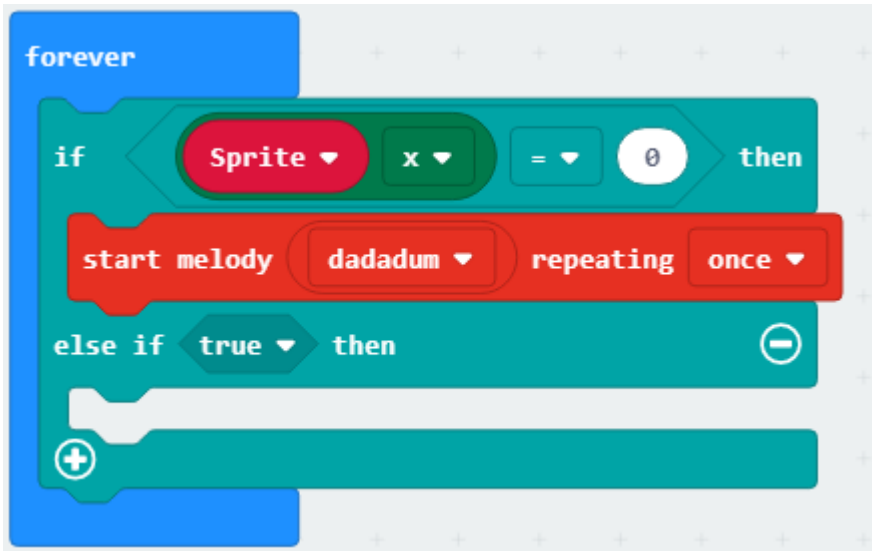 forever
if Sprite x = 0 then
start melody dadadum repeating once
else if true then